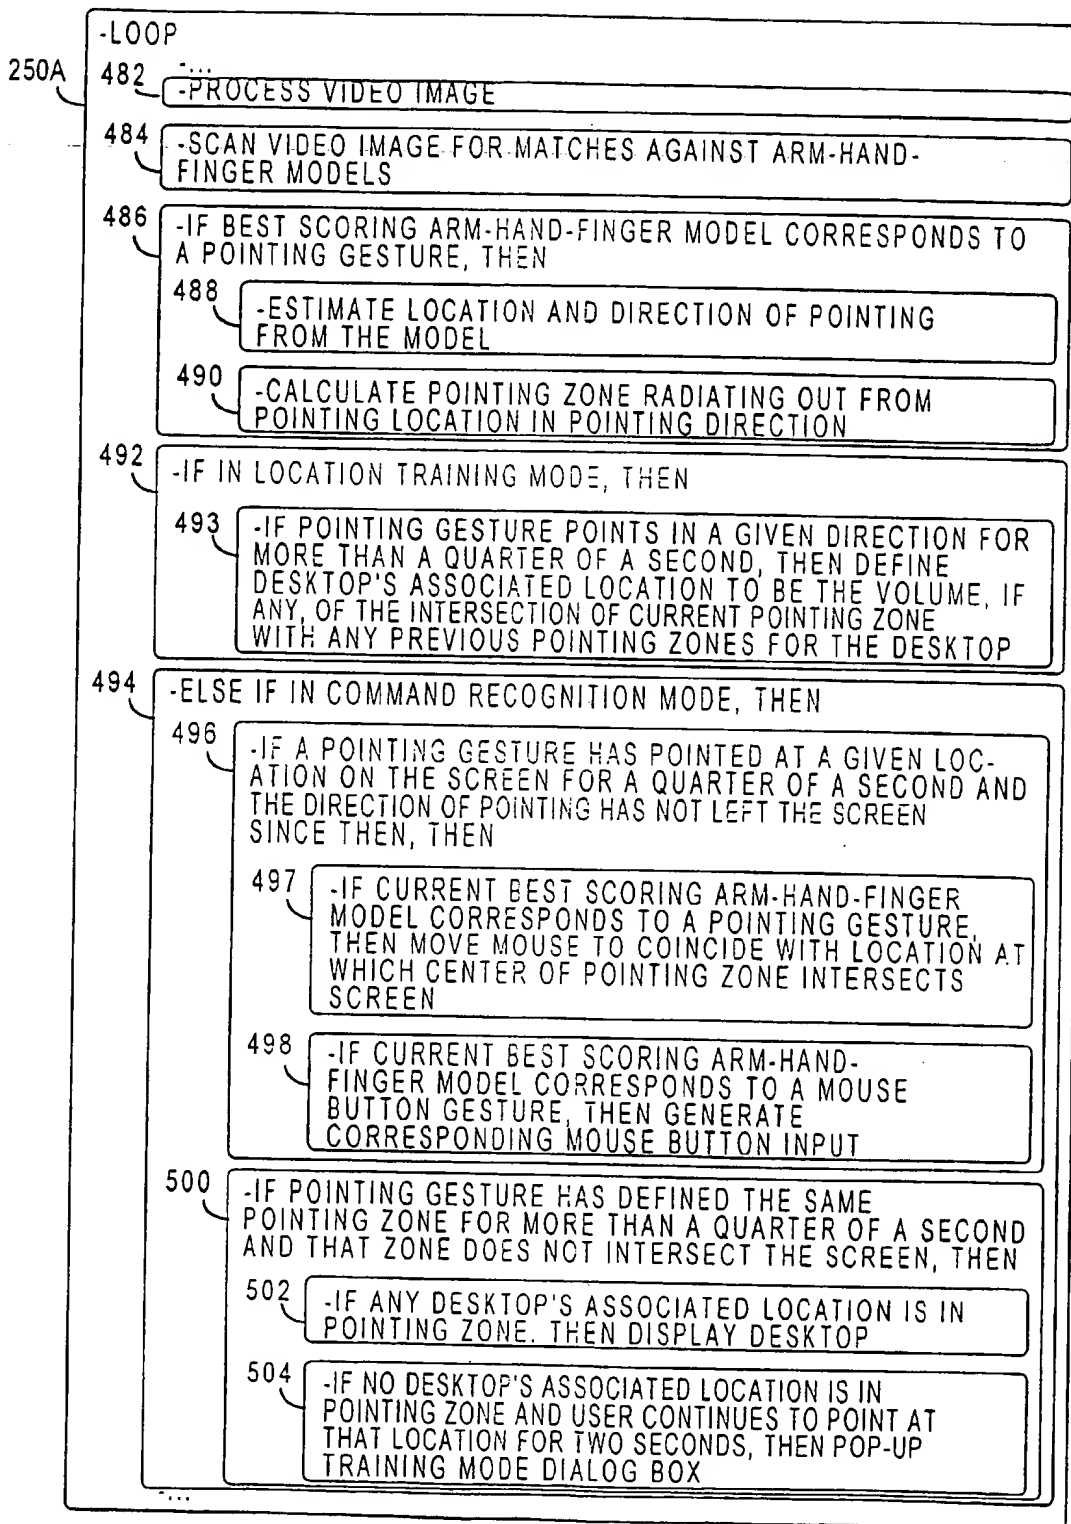 -LOOP
-...
250A
482
-PROCESS VIDEO IMAGE
484
-SCAN VIDEO IMAGE FOR MATCHES AGAINST ARM-HAND-
FINGER MODELS
486
-IF BEST SCORING ARM-HAND-FINGER MODEL CORRESPONDS TO
A POINTING GESTURE, THEN
488
-ESTIMATE LOCATION AND DIRECTION OF POINTING
FROM THE MODEL
490
-CALCULATE POINTING ZONE RADIATING OUT FROM
POINTING LOCATION IN POINTING DIRECTION
492
-IF IN LOCATION TRAINING MODE, THEN
493
-IF POINTING GESTURE POINTS IN A GIVEN DIRECTION FOR
MORE THAN A QUARTER OF A SECOND, THEN DEFINE
DESKTOP'S ASSOCIATED LOCATION TO BE THE VOLUME, IF
ANY, OF THE INTERSECTION OF CURRENT POINTING ZONE
WITH ANY PREVIOUS POINTING ZONES FOR THE DESKTOP
494
-ELSE IF IN COMMAND RECOGNITION MODE, THEN
496
-IF A POINTING GESTURE HAS POINTED AT A GIVEN LOC-
ATION ON THE SCREEN FOR A QUARTER OF A SECOND AND
THE DIRECTION OF POINTING HAS NOT LEFT THE SCREEN
SINCE THEN, THEN
497
-IF CURRENT BEST SCORING ARM-HAND-FINGER
MODEL CORRESPONDS TO A POINTING GESTURE,
THEN MOVE MOUSE TO COINCIDE WITH LOCATION AT
WHICH CENTER OF POINTING ZONE INTERSECTS
SCREEN
498
-IF CURRENT BEST SCORING ARM-HAND-
FINGER MODEL CORRESPONDS TO A MOUSE
BUTTON GESTURE, THEN GENERATE
CORRESPONDING MOUSE BUTTON INPUT
500
-IF POINTING GESTURE HAS DEFINED THE SAME
POINTING ZONE FOR MORE THAN A QUARTER OF A SECOND
AND THAT ZONE DOES NOT INTERSECT THE SCREEN, THEN
502
-IF ANY DESKTOP'S ASSOCIATED LOCATION IS IN
POINTING ZONE. THEN DISPLAY DESKTOP
504
-IF NO DESKTOP'S ASSOCIATED LOCATION IS IN
POINTING ZONE AND USER CONTINUES TO POINT AT
THAT LOCATION FOR TWO SECONDS, THEN POP-UP
TRAINING MODE DIALOG BOX
-...